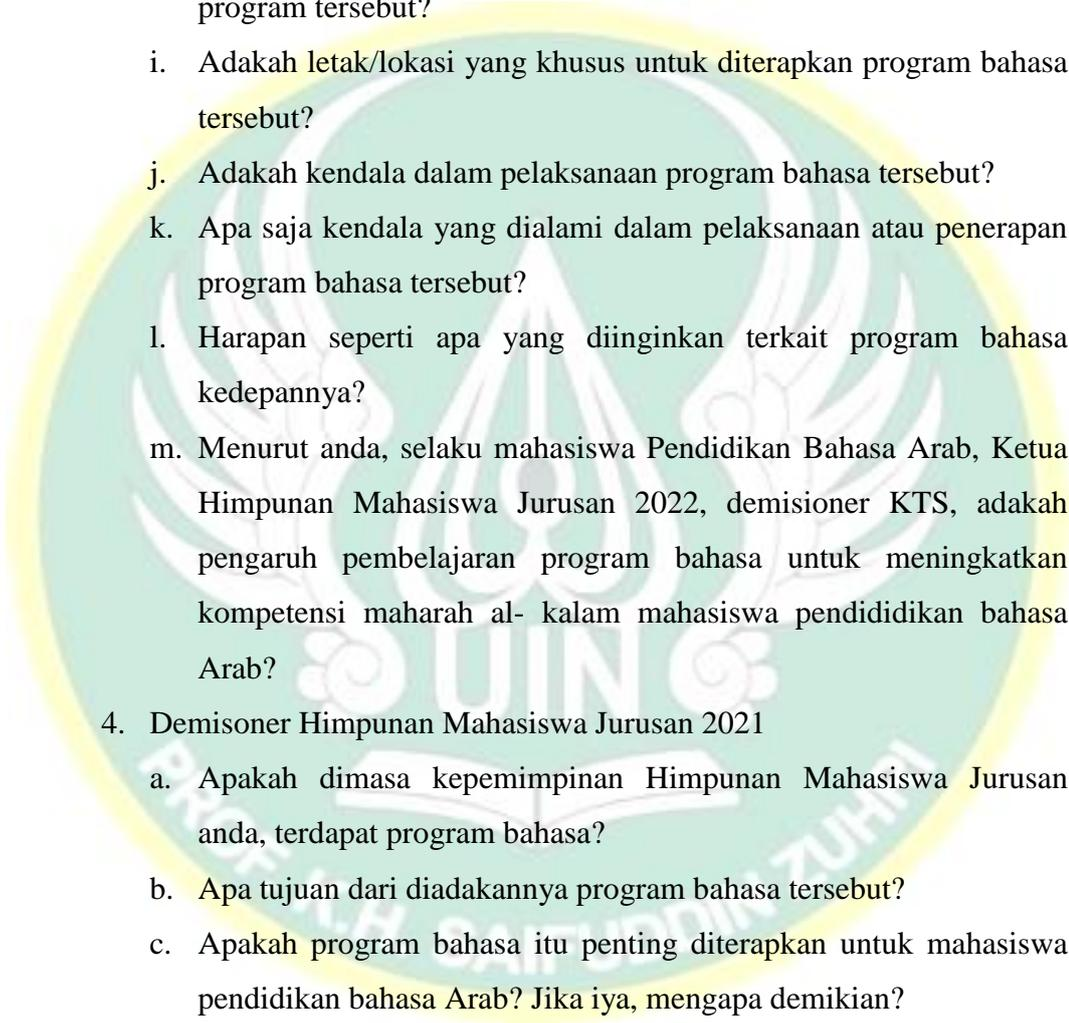 program tersebut?
i. Adakah letak/lokasi yang khusus untuk diterapkan program bahasa
tersebut?
j. Adakah kendala dalam pelaksanaan program bahasa tersebut?
k. Apa saja kendala yang dialami dalam pelaksanaan atau penerapan
program bahasa tersebut?
l. Harapan seperti apa yang diinginkan terkait program bahasa
kedepannya?
m. Menurut anda, selaku mahasiswa Pendidikan Bahasa Arab, Ketua
Himpunan Mahasiswa Jurusan 2022, demisioner KTS, adakah
pengaruh pembelajaran program bahasa untuk meningkatkan
kompetensi maharah al- kalam mahasiswa pendididikan bahasa
Arab?
UIN
4. Demisoner Himpunan Mahasiswa Jurusan 2021
a. Apakah dimasa kepemimpinan Himpunan Mahasiswa Jurusan
anda, terdapat program bahasa?
b. Apa tujuan dari diadakannya program bahasa tersebut?
c. Apakah program bahasa itu penting diterapkan untuk mahasiswa
pendidikan bahasa Arab? Jika iya, mengapa demikian?
PROF. K.H. SAIFUDDIN ZUHRI